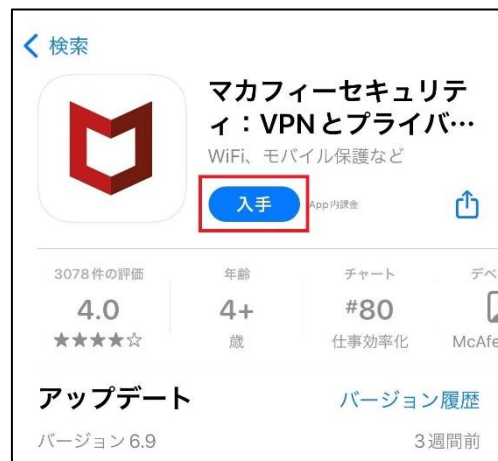 検索
マカフィーセキュリテ
ィ：VPNとプライバ…
WiFi、モバイル保護など
入手
App内課金
3078件の評価
年齢
チャート
デベ
4.0
4+
#80
★★★★☆
歳
仕事効率化
McAfe
アップデート
バージョン履歴
バージョン 6.9
3週間前